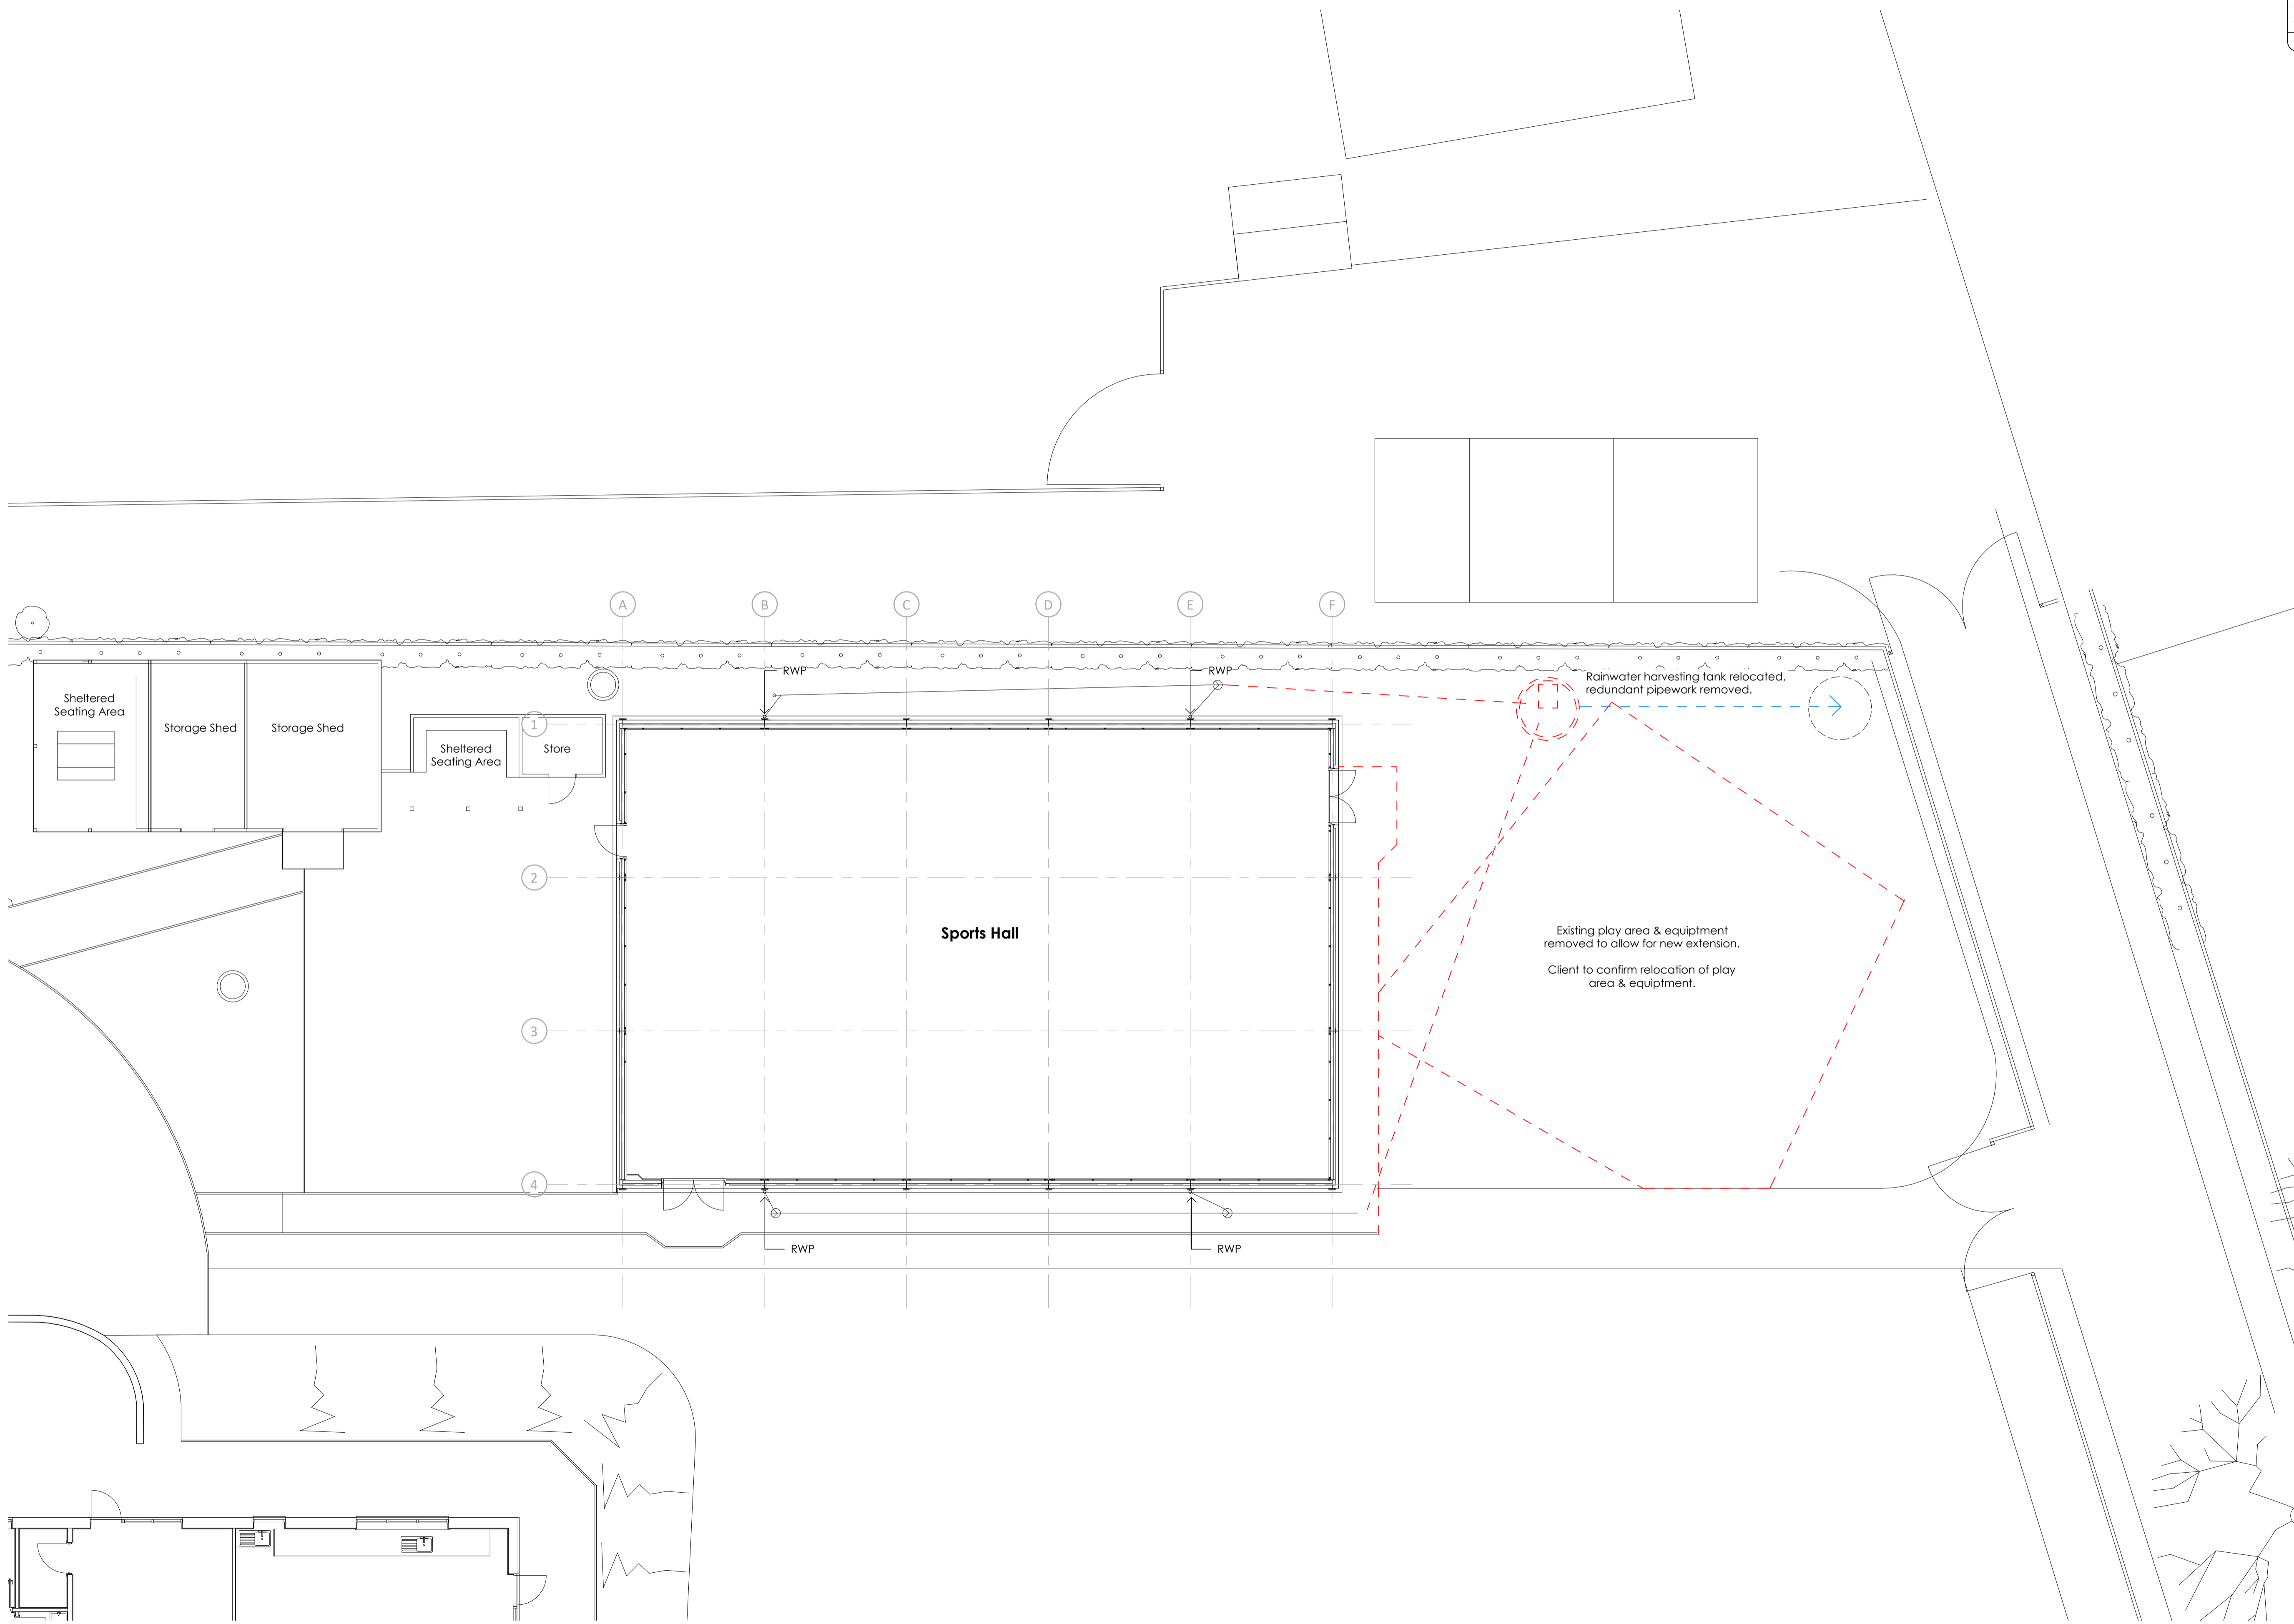 A
B
C
D
E
F
RWP
RWP
Rainwater harvesting tank relocated,
redundant pipework removed.
Sheltered
Seating Area
Storage Shed
Storage Shed
1
Sheltered
Seating Area
Store
2
Sports Hall
Existing play area & equiptment
removed to allow for new extension.
Client to confirm relocation of play
area & equiptment.
3
4
RWP
RWP